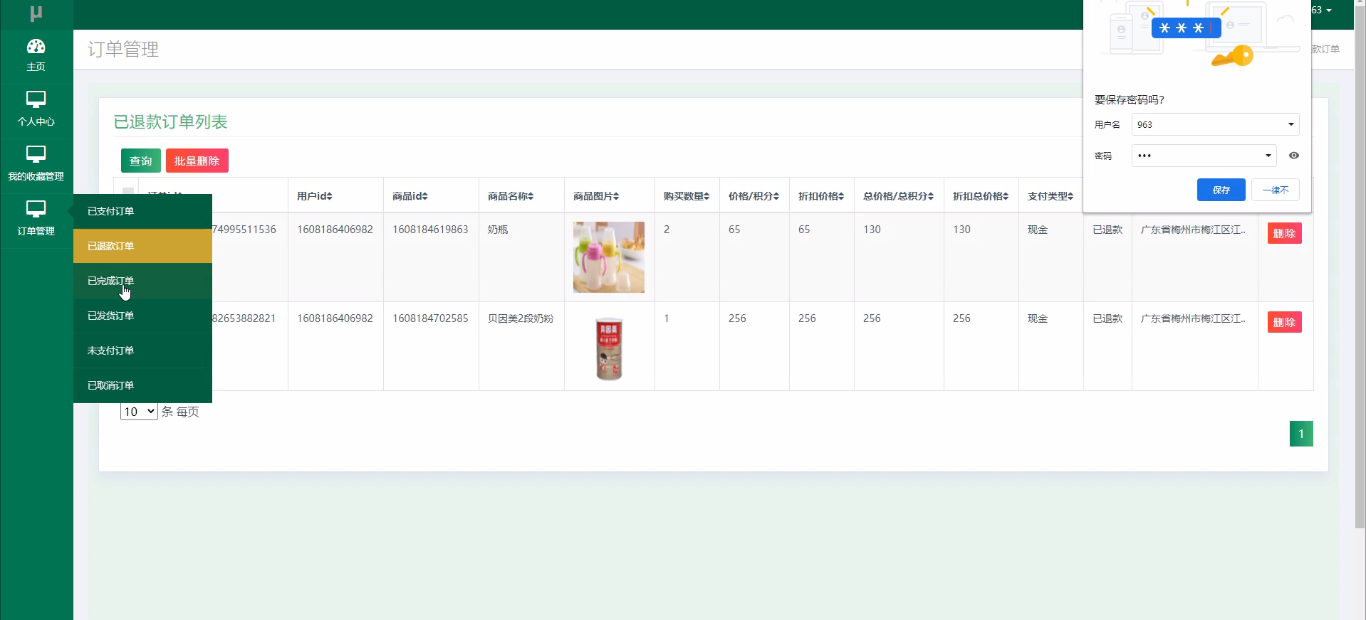 μ
63
* * *
主页
订单管理
款订单
个人中心
要保存密码吗?
用户名
963
已退款订单列表
密码
•••
查询
批量删除
保存
一律不
我的收藏管理
用户id
商品id
商品名称
商品图片
购买数量
价格/积分
折扣价格
总价格/总积分
折扣总价格
支付类型
订单管理
已支付订单
已退款订单
已完成订单
已发货订单
未支付订单
已取消订单
74995511536
1608186406982
1608184619863
奶瓶
2
65
65
130
130
现金
已退款
广东省梅州市梅江区江..
删除
82653882821
1608186406982
1608184702585
贝因美2段奶粉
贝因美
1
256
256
256
256
现金
已退款
广东省梅州市梅江区江..
删除
10
条 每页
1